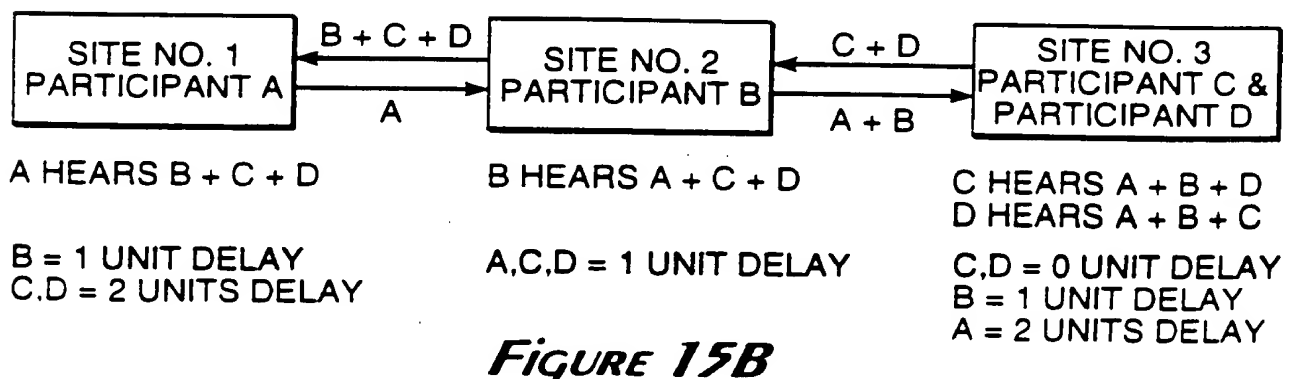 SITE NO. 1
PARTICIPANT A
B + C + D
A
SITE NO. 2
PARTICIPANT B
C + D
A + B
SITE NO. 3
PARTICIPANT C &
PARTICIPANT D
A HEARS B + C + D
B = 1 UNIT DELAY
C,D = 2 UNITS DELAY
B HEARS A + C + D
A,C,D = 1 UNIT DELAY
C HEARS A + B + D
D HEARS A + B + C
C,D = 0 UNIT DELAY
B = 1 UNIT DELAY
A = 2 UNITS DELAY
FIGURE 15B